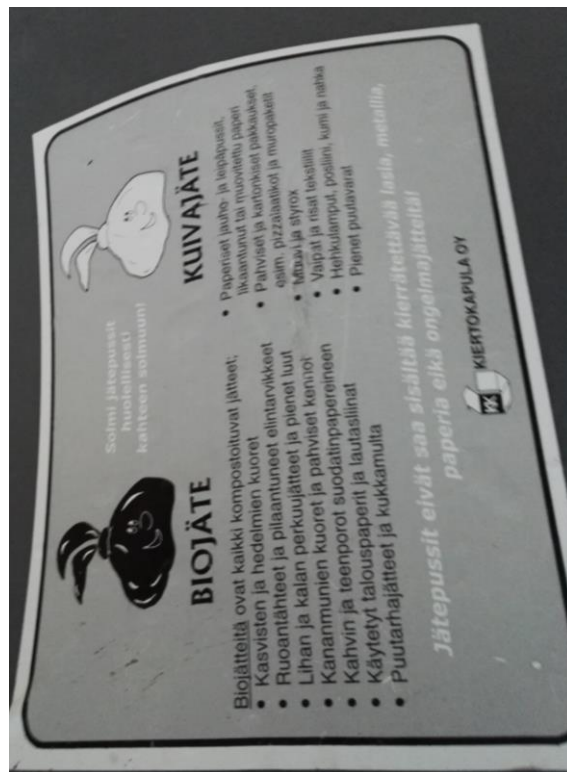 Solmi jätepussit
huolellisesti
kahteen solmuun!
BIOJÄTE
Biojätteitä ovat kaikki kompostoituvat jätteet;
• Kasvisten ja hedelmien kuoret
• Ruoantähteet ja pilaantuneet elintarvikkeet
• Lihan ja kalan perkuujätteet ja pienet luut
• Kananmunien kuoret ja pahviset kennot
• Kahvin ja teenporot suodatinpapereineen
• Käytetyt talouspaperit ja lautasliinat
• Puutarhajätteet ja kukkamulta
KUIVAJÄTE
• Paperiset jauho- ja leipäpussit,
likaantunut tai muovitettu paperi
• Pahviset ja kartonkiset pakkaukset,
esim. pizzalaatikot ja muropaketit
• Muovi ja styrox
• Vaipat ja risat tekstiilit
• Hehkulamput, posliini, kumi ja nahka
• Pienet puutavarat
Jätepussit eivät saa sisältää kierrätettävää lasia, metallia,
paperia eikä ongelmajätteitä!
KK KIERTOKAPULA OY